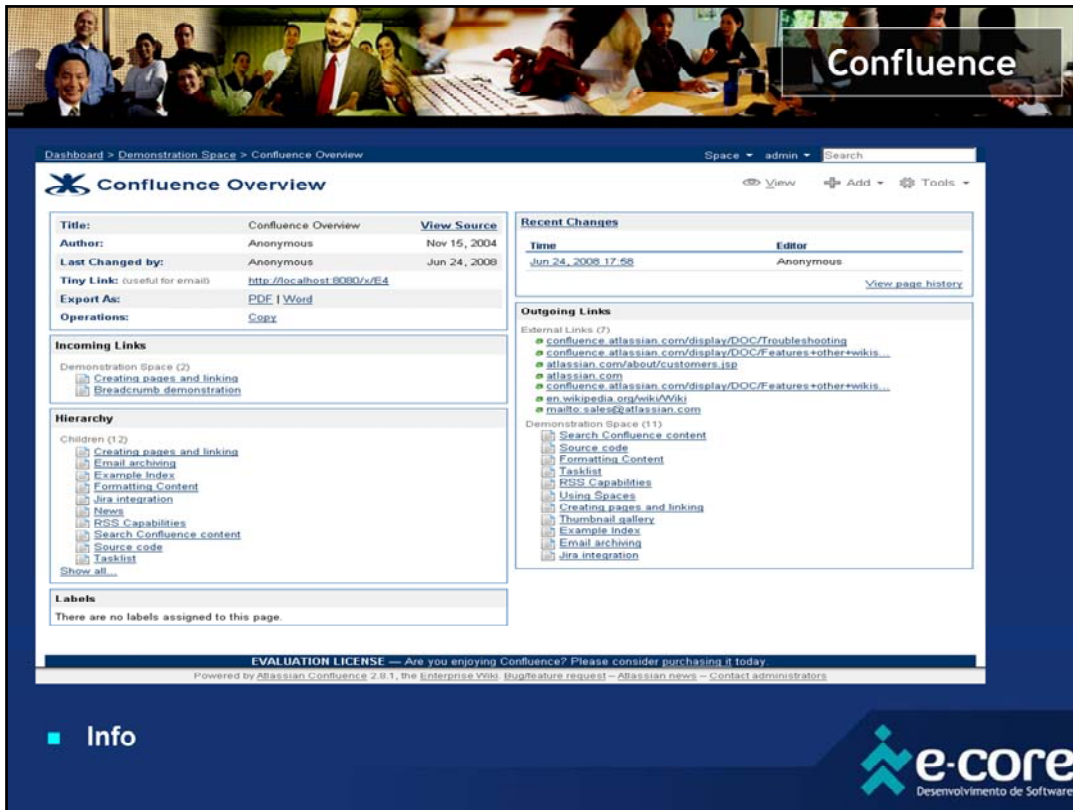 Confluence
Dashboard > Demonstration Space > Confluence Overview
Space admin Search
Confluence Overview
View Add Tools
Title: Confluence Overview View Source
Author: Anonymous Nov 15, 2004
Last Changed by: Anonymous Jun 24, 2008
Tiny Link: (useful for email) http://localhost:8080/x/E4
Export As: PDF | Word
Operations: Copy
Incoming Links
Demonstration Space (2)
Creating pages and linking
Breadcrumb demonstration
Hierarchy
Children (12)
Creating pages and linking
Email archiving
Example Index
Formatting Content
Jira integration
News
RSS Capabilities
Search Confluence content
Source code
Tasklist
Show all...
Labels
There are no labels assigned to this page.
Recent Changes
Time Editor
Jun 24, 2008 17:58 Anonymous
View page history
Outgoing Links
External Links (7)
confluence.atlassian.com/display/DOC/Troubleshooting
confluence.atlassian.com/display/DOC/Features+other+wikis...
atlassian.com/about/customers.jsp
atlassian.com
confluence.atlassian.com/display/DOC/Features+other+wikis...
en.wikipedia.org/wiki/Wiki
mailto:sales@atlassian.com
Demonstration Space (11)
Search Confluence content
Source code
Formatting Content
Tasklist
RSS Capabilities
Using Spaces
Creating pages and linking
Thumbnail gallery
Example Index
Email archiving
Jira integration
EVALUATION LICENSE — Are you enjoying Confluence? Please consider purchasing it today.
Powered by Atlassian Confluence 2.8.1, the Enterprise Wiki. Bug/feature request – Atlassian news – Contact administrators
Info
e-core
Desenvolvimento de Software